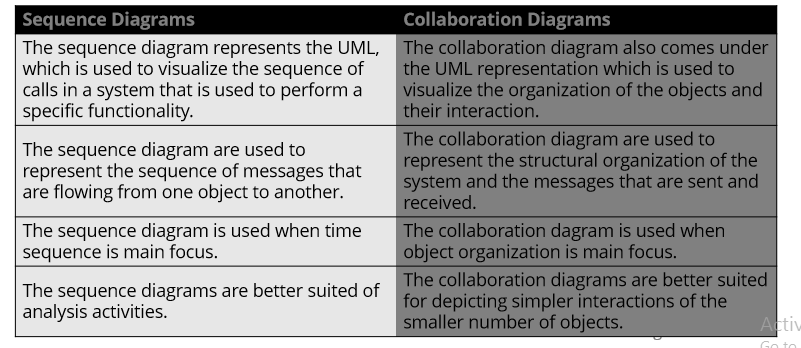 Sequence Diagrams
Collaboration Diagrams
The sequence diagram represents the UML,
which is used to visualize the sequence of
calls in a system that is used to perform a
specific functionality.
The collaboration diagram also comes under
the UML representation which is used to
visualize the organization of the objects and
their interaction.
The sequence diagram are used to
represent the sequence of messages that
are flowing from one object to another.
The collaboration diagram are used to
represent the structural organization of the
system and the messages that are sent and
received.
The sequence diagram is used when time
sequence is main focus.
The collaboration dagram is used when
object organization is main focus.
The sequence diagrams are better suited of
analysis activities.
The collaboration diagrams are better suited
for depicting simpler interactions of the
smaller number of objects.
Activ
Go to